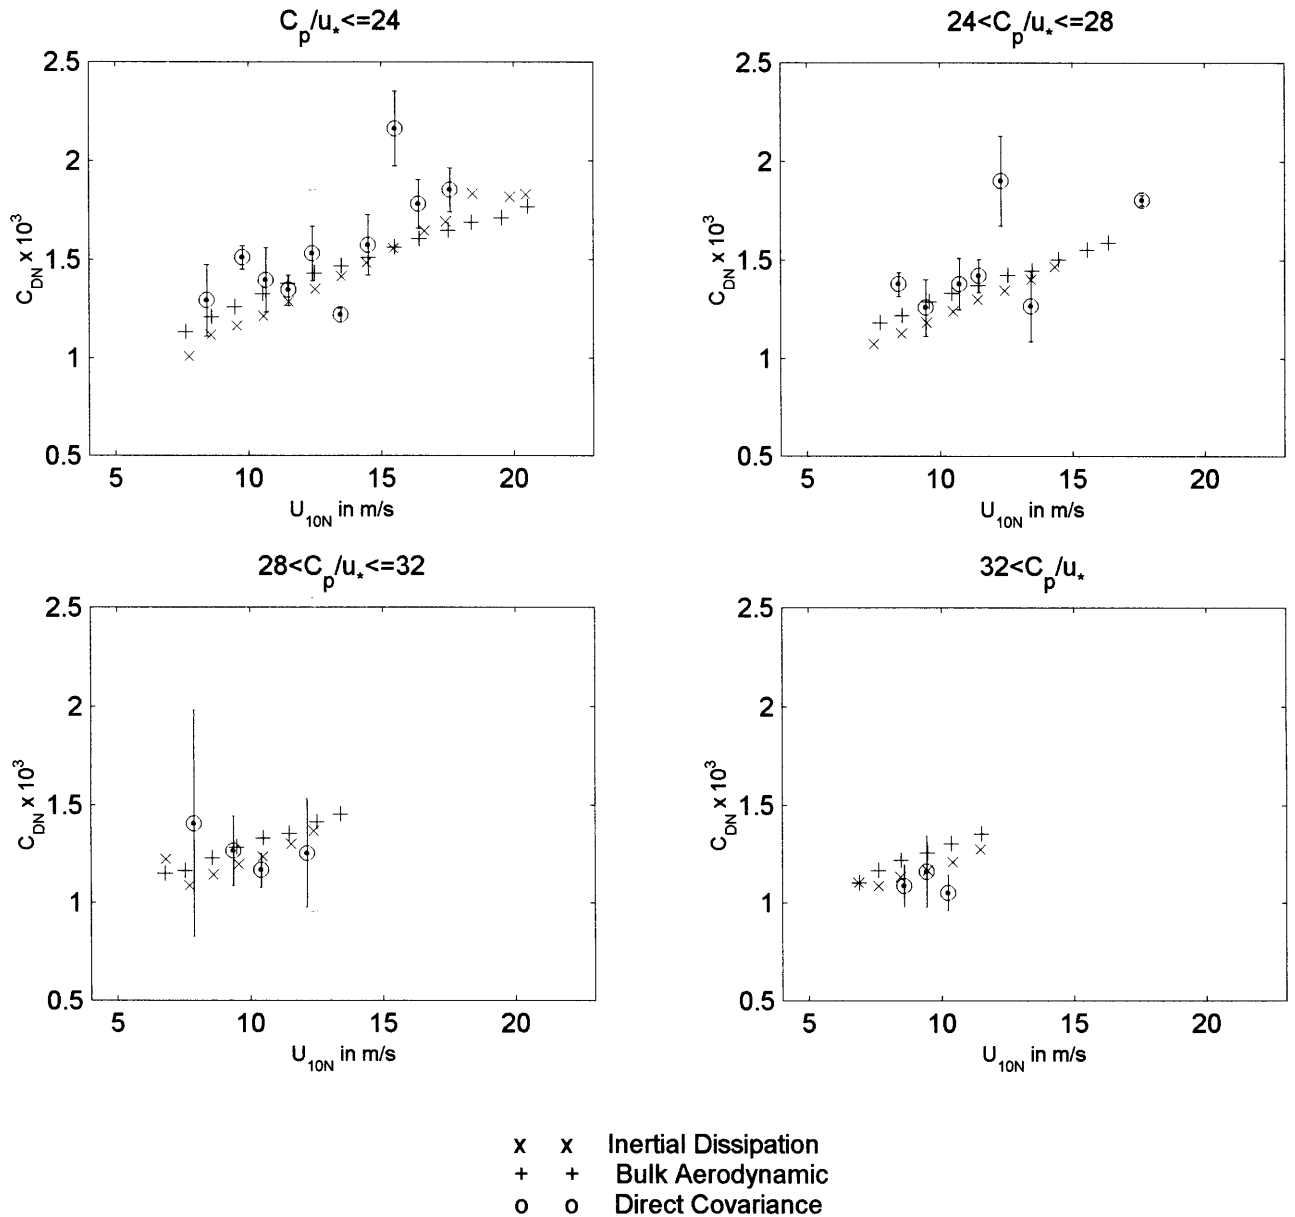 C_p/u_*<=24
2.5
2
1.5
1
0.5
C_DN x 10^3
5 10 15 20
U_10N in m/s
24<C_p/u_*<=28
2.5
2
1.5
1
0.5
C_DN x 10^3
5 10 15 20
U_10N in m/s
28<C_p/u_*<=32
2.5
2
1.5
1
0.5
C_DN x 10^3
5 10 15 20
U_10N in m/s
32<C_p/u_*
2.5
2
1.5
1
0.5
C_DN x 10^3
5 10 15 20
U_10N in m/s
x x Inertial Dissipation
+ + Bulk Aerodynamic
o o Direct Covariance